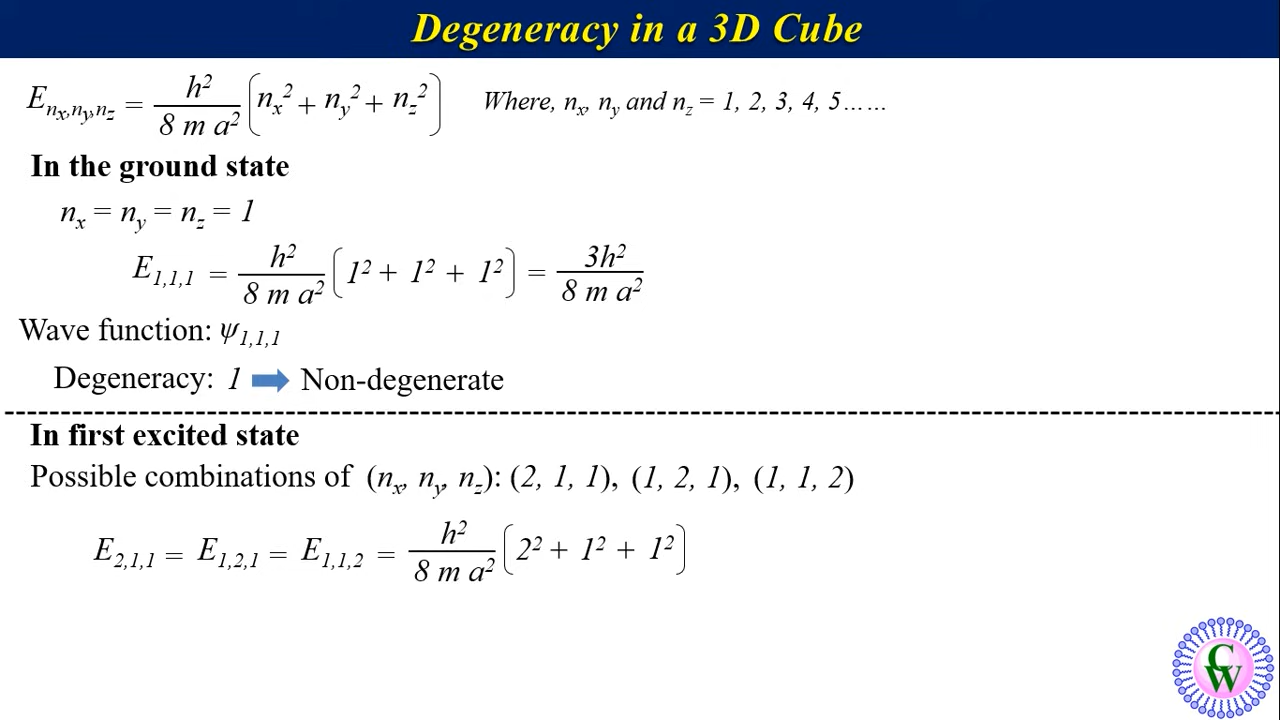 Degeneracy in a 3D Cube
E_{n_x,n_y,n_z} = h²/8 m a² (n_x² + n_y² + n_z²) Where, n_x, n_y and n_z = 1, 2, 3, 4, 5……
In the ground state
n_x = n_y = n_z = 1
E_{1,1,1} = h²/8 m a² (1² + 1² + 1²) = 3h²/8 m a²
Wave function: ψ_{1,1,1}
Degeneracy: 1 ➡ Non-degenerate
In first excited state
Possible combinations of (n_x, n_y, n_z): (2, 1, 1), (1, 2, 1), (1, 1, 2)
E_{2,1,1} = E_{1,2,1} = E_{1,1,2} = h²/8 m a² (2² + 1² + 1²)
C
W